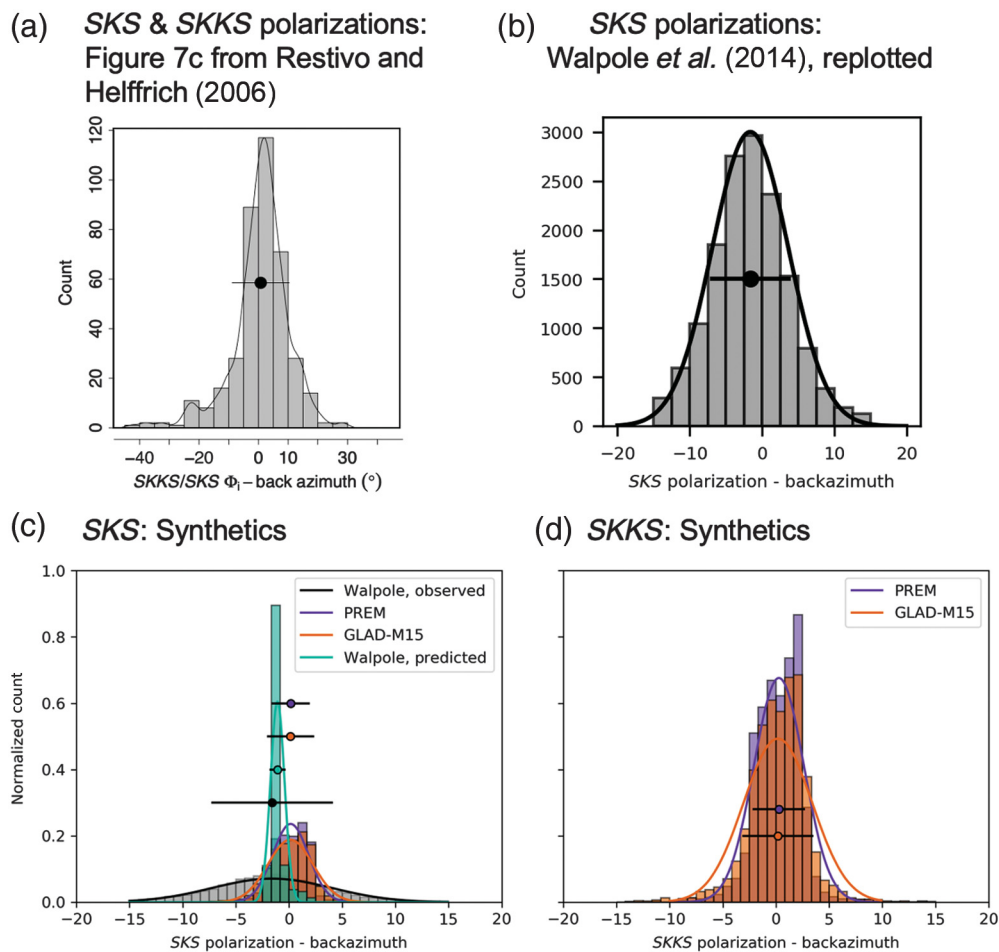 (a) SKS & SKKS polarizations:
Figure 7c from Restivo and
Helffrich (2006)
120
100
80
60
40
20
0
Count
−40 −20 0 10 30
SKKS/SKS Φi – back azimuth (°)
(b) SKS polarizations:
Walpole et al. (2014), replotted
3000
2500
2000
1500
1000
500
0
Count
−20 −10 0 10 20
SKS polarization - backazimuth
(c) SKS: Synthetics
1.0
0.8
0.6
0.4
0.2
0.0
Normalized count
Walpole, observed
PREM
GLAD-M15
Walpole, predicted
−20 −15 −10 −5 0 5 10 15 20
SKS polarization - backazimuth
(d) SKKS: Synthetics
PREM
GLAD-M15
−20 −15 −10 −5 0 5 10 15 20
SKKS polarization - backazimuth